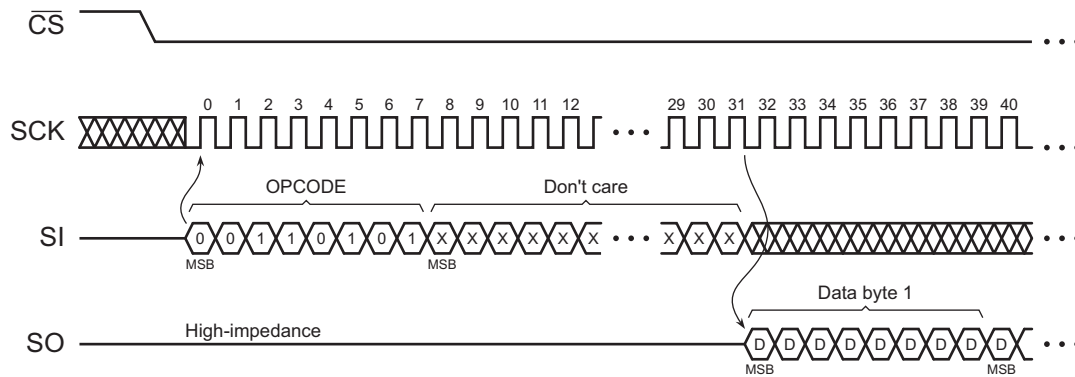 CS
SCK
0 1 2 3 4 5 6 7 8 9 10 11 12 29 30 31 32 33 34 35 36 37 38 39 40
OPCODE Don't care
SI
0 0 1 1 0 1 0 1 X X X X X X X X X
MSB MSB
Data byte 1
SO
High-impedance
D D D D D D D D D
MSB MSB